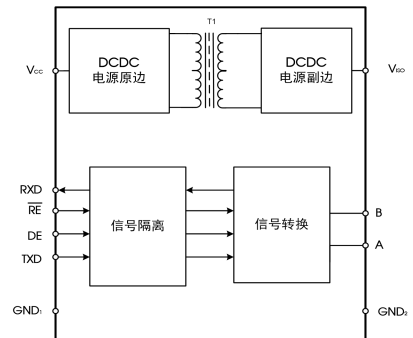 T1
DCDC
电源原边
DCDC
电源副边
Vcc
VISO
RXD
RE
DE
TXD
信号隔离
信号转换
B
A
GND1
GND2